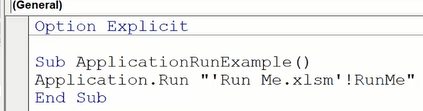 (General)
Option Explicit
Sub ApplicationRunExample()
Application.Run "'Run Me.xlsm'!RunMe"
End Sub